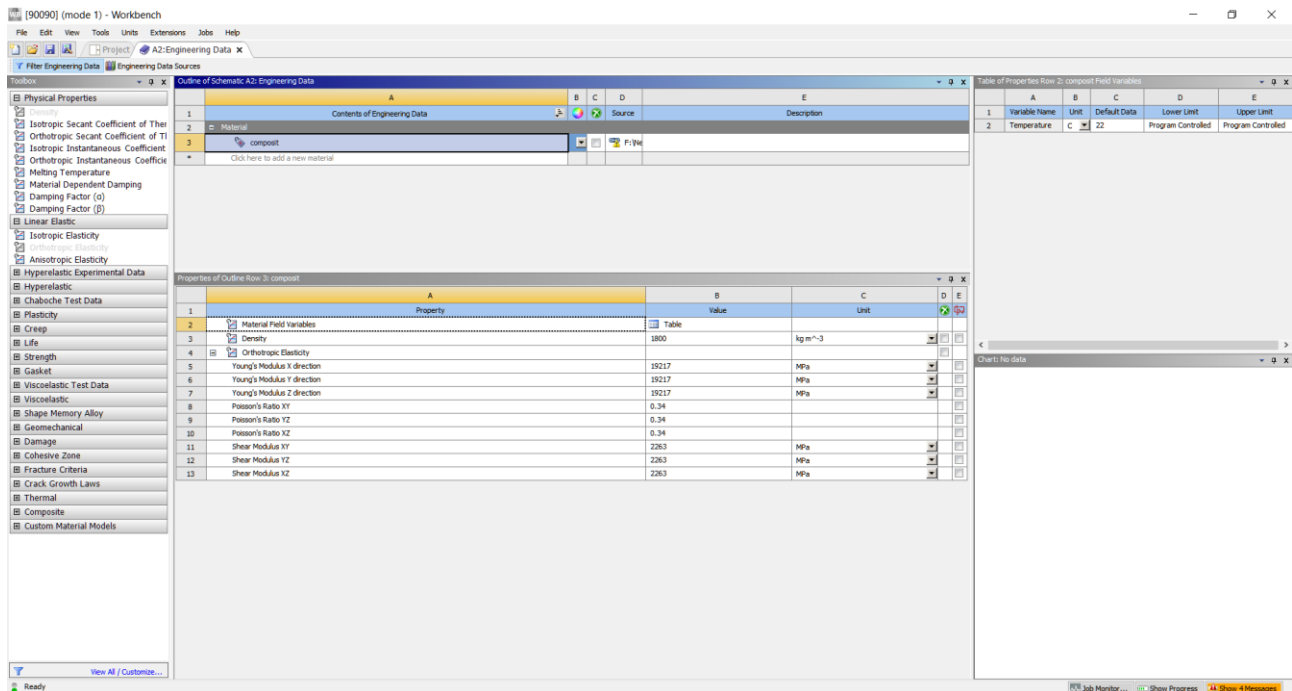 [90090] (mode 1) - Workbench
File Edit View Tools Units Extensions Jobs Help
Project A2:Engineering Data
Filter Engineering Data Engineering Data Sources
Toolbox
Physical Properties
Density
Isotropic Secant Coefficient of Ther
Orthotropic Secant Coefficient of Tl
Isotropic Instantaneous Coefficient
Orthotropic Instantaneous Coefficie
Melting Temperature
Material Dependent Damping
Damping Factor (α)
Damping Factor (β)
Linear Elastic
Isotropic Elasticity
Orthotropic Elasticity
Anisotropic Elasticity
Hyperelastic Experimental Data
Hyperelastic
Chaboche Test Data
Plasticity
Creep
Life
Strength
Gasket
Viscoelastic Test Data
Viscoelastic
Shape Memory Alloy
Geomechanical
Damage
Cohesive Zone
Fracture Criteria
Crack Growth Laws
Thermal
Composite
Custom Material Models
View All / Customize...
Outline of Schematic A2: Engineering Data
A B C D E
1 Contents of Engineering Data Source Description
2 Material
3 composit F:\Ne
* Click here to add a new material
Properties of Outline Row 3: composit
A B C D E
1 Property Value Unit
2 Material Field Variables Table
3 Density 1800 kg m^-3
4 Orthotropic Elasticity
5 Young's Modulus X direction 19217 MPa
6 Young's Modulus Y direction 19217 MPa
7 Young's Modulus Z direction 19217 MPa
8 Poisson's Ratio XY 0.34
9 Poisson's Ratio YZ 0.34
10 Poisson's Ratio XZ 0.34
11 Shear Modulus XY 2263 MPa
12 Shear Modulus YZ 2263 MPa
13 Shear Modulus XZ 2263 MPa
Table of Properties Row 2: composit Field Variables
A B C D E
1 Variable Name Unit Default Data Lower Limit Upper Limit
2 Temperature C 22 Program Controlled Program Controlled
Chart: No data
Ready
Job Monitor... Show Progress Show 4 Messages